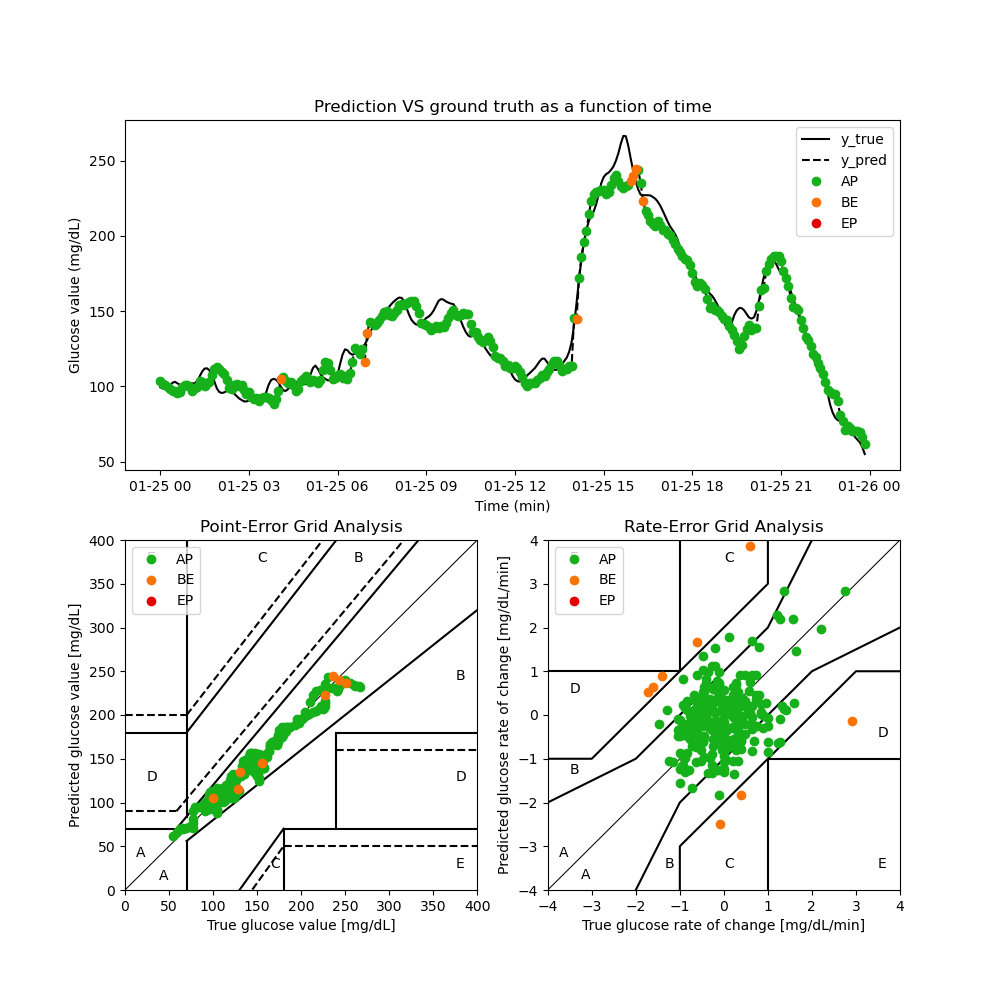 Prediction VS ground truth as a function of time
Glucose value (mg/dL)
250
200
150
100
50
y_true
y_pred
AP
BE
EP
01-25 00 01-25 03 01-25 06 01-25 09 01-25 12 01-25 15 01-25 18 01-25 21 01-26 00
Time (min)
Point-Error Grid Analysis
Predicted glucose value [mg/dL]
400
350
300
250
200
150
100
50
0
AP
BE
EP
C
B
B
D
D
A
A
C
E
0 50 100 150 200 250 300 350 400
True glucose value [mg/dL]
Rate-Error Grid Analysis
Predicted glucose rate of change [mg/dL/min]
4
3
2
1
0
−1
−2
−3
−4
AP
BE
EP
C
D
D
B
A
A
B
C
E
−4 −3 −2 −1 0 1 2 3 4
True glucose rate of change [mg/dL/min]